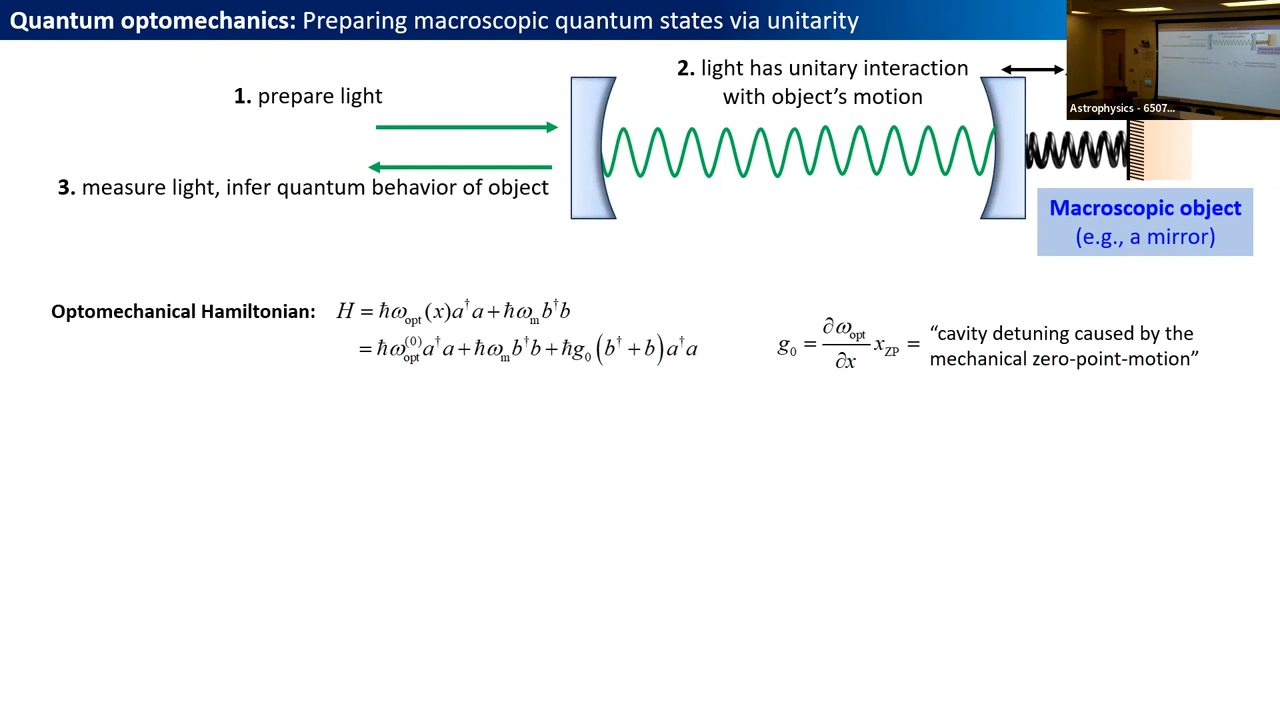 Quantum optomechanics: Preparing macroscopic quantum states via unitarity
1. prepare light
2. light has unitary interaction
with object's motion
Astrophysics - 6507...
3. measure light, infer quantum behavior of object
Macroscopic object
(e.g., a mirror)
Optomechanical Hamiltonian: H = ħω_opt(x)a†a + ħω_m b†b
= ħω_opt^(0) a†a + ħω_m b†b + ħg_0 (b† + b) a†a
g_0 = ∂ω_opt/∂x x_ZP = "cavity detuning caused by the
mechanical zero-point-motion"